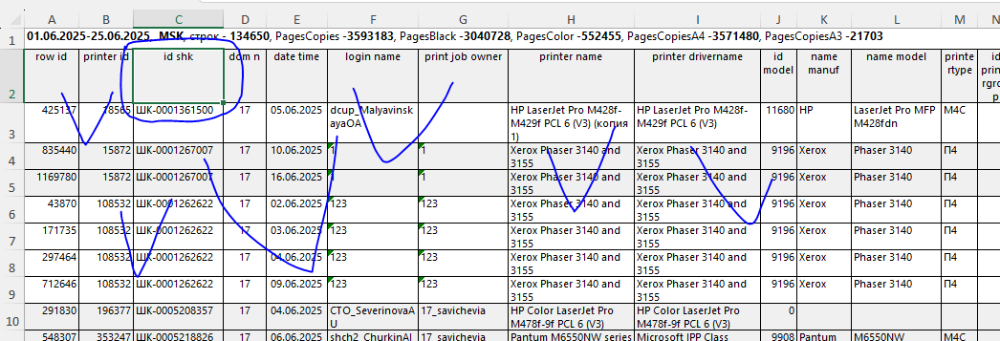 A B C D E F G H I J K L M N
1 01.06.2025-25.06.2025, MSK, строк - 134650, PagesCopies -3593183, PagesBlack -3040728, PagesColor -552455, PagesCopiesA4 -3571480, PagesCopiesA3 -21703
2 row id printer id id shk dom n date time login name print job owner printer name printer drivername id model name manuf name model printe rtype id prin rgro p
3 425137 18565 ШК-0001361500 17 05.06.2025 dcup_MalyavinskayaOA HP LaserJet Pro M428f-M429f PCL 6 (V3) (копия 1) HP LaserJet Pro M428f-M429f PCL 6 (V3) 11680 HP LaserJet Pro MFP M428fdn М4С
4 835440 15872 ШК-0001267007 17 10.06.2025 1 1 Xerox Phaser 3140 and 3155 Xerox Phaser 3140 and 3155 9196 Xerox Phaser 3140 П4
5 1169780 15872 ШК-0001267007 17 16.06.2025 1 1 Xerox Phaser 3140 and 3155 Xerox Phaser 3140 and 3155 9196 Xerox Phaser 3140 П4
6 43870 108532 ШК-0001262622 17 02.06.2025 123 123 Xerox Phaser 3140 and 3155 Xerox Phaser 3140 and 3155 9196 Xerox Phaser 3140 П4
7 171735 108532 ШК-0001262622 17 03.06.2025 123 123 Xerox Phaser 3140 and 3155 Xerox Phaser 3140 and 3155 9196 Xerox Phaser 3140 П4
8 297464 108532 ШК-0001262622 17 04.06.2025 123 123 Xerox Phaser 3140 and 3155 Xerox Phaser 3140 and 3155 9196 Xerox Phaser 3140 П4
9 712646 108532 ШК-0001262622 17 09.06.2025 123 123 Xerox Phaser 3140 and 3155 Xerox Phaser 3140 and 3155 9196 Xerox Phaser 3140 П4
10 291830 196377 ШК-0005208357 17 04.06.2025 CTO_SeverinovaAU 17_savichevia HP Color LaserJet Pro M478f-9f PCL 6 (V3) HP Color LaserJet Pro M478f-9f PCL 6 (V3) 0
548307 353247 ШК-0005218826 17 06.06.2025 shch2_ChurkinAI 17_savichevia Pantum M6550NW series Microsoft IPP Class 9908 Pantum M6550NW М4С